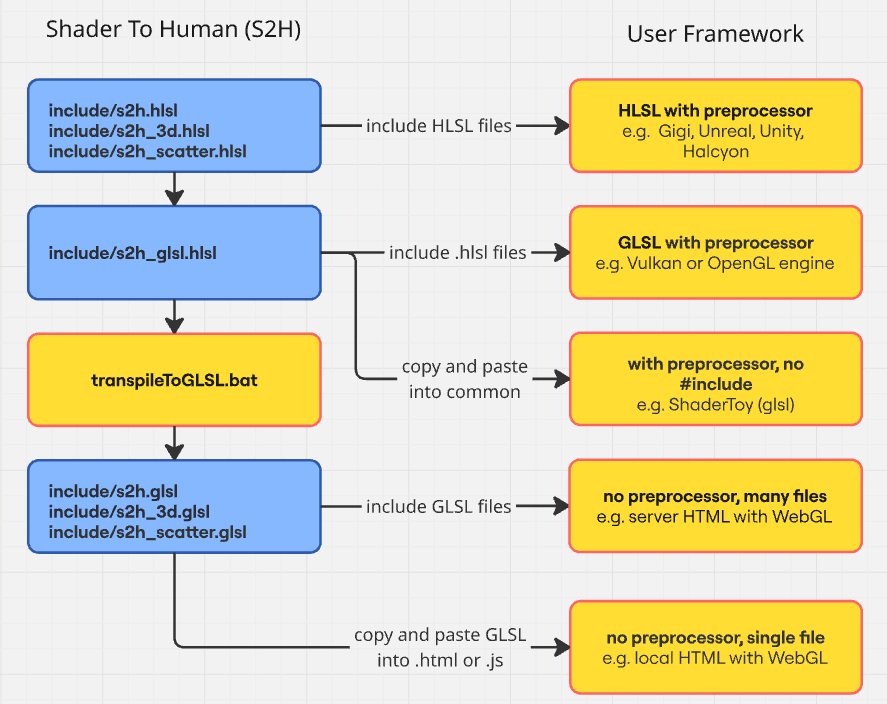 Shader To Human (S2H)
User Framework
include/s2h.hlsl
include/s2h_3d.hlsl
include/s2h_scatter.hlsl
include HLSL files
HLSL with preprocessor
e.g. Gigi, Unreal, Unity,
Halcyon
include/s2h_glsl.hlsl
include .hlsl files
GLSL with preprocessor
e.g. Vulkan or OpenGL engine
transpileToGLSL.bat
copy and paste
into common
with preprocessor, no
#include
e.g. ShaderToy (glsl)
include/s2h.glsl
include/s2h_3d.glsl
include/s2h_scatter.glsl
include GLSL files
no preprocessor, many files
e.g. server HTML with WebGL
copy and paste GLSL
into .html or .js
no preprocessor, single file
e.g. local HTML with WebGL